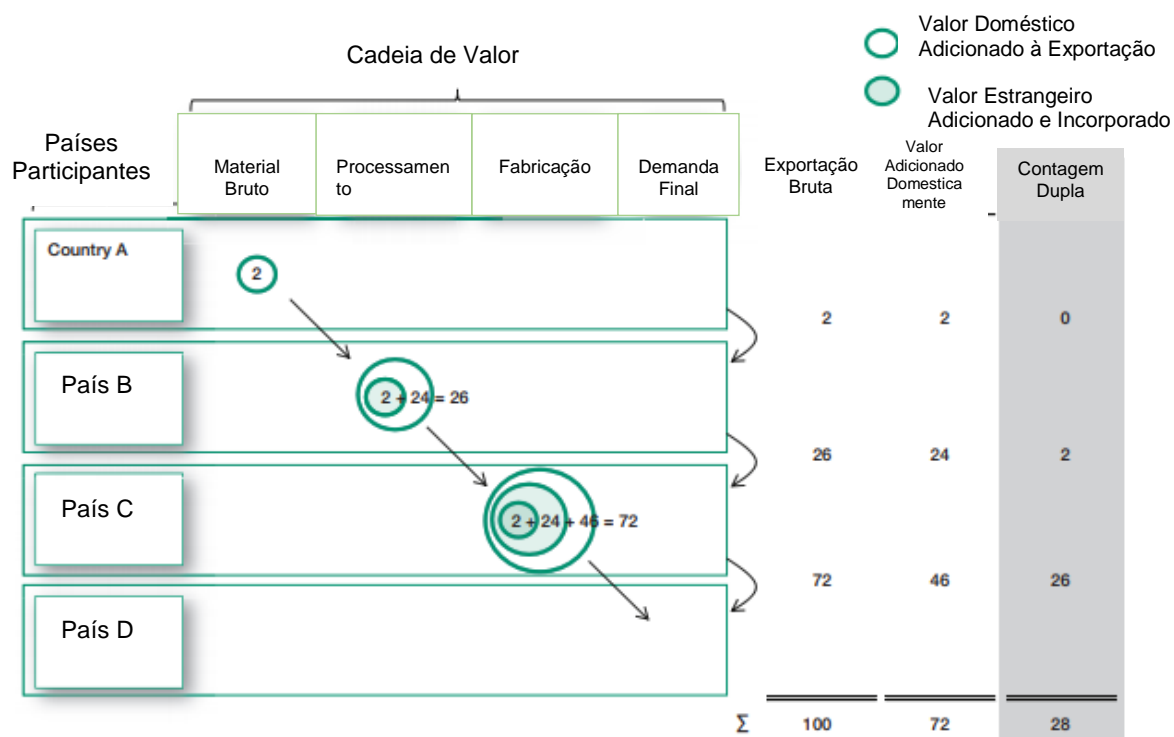 Valor Doméstico
Adicionado à Exportação
Cadeia de Valor
Valor Estrangeiro
Adicionado e Incorporado
Países
Participantes
Material
Bruto
Processamen
to
Fabricação
Demanda
Final
Exportação
Bruta
Valor
Adicionado
Domestica
mente
Contagem
Dupla
Country A
2
2 2 0
País B
2 + 24 = 26
26 24 2
País C
2 + 24 + 46 = 72
72 46 26
País D
Σ 100 72 28